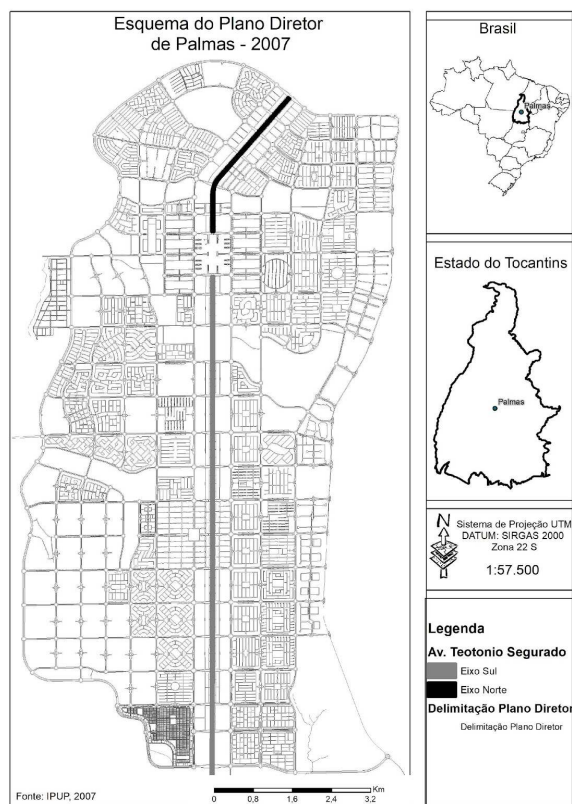 Esquema do Plano Diretor
de Palmas - 2007
Fonte: IPUP, 2007
Km
0 0,8 1,6 2,4 3,2
Brasil
Palmas
Estado do Tocantins
Palmas
N
Sistema de Projeção UTM
DATUM: SIRGAS 2000
Zona 22 S
1:57.500
Legenda
Av. Teotonio Segurado
Eixo Sul
Eixo Norte
Delimitação Plano Diretor
Delimitação Plano Diretor